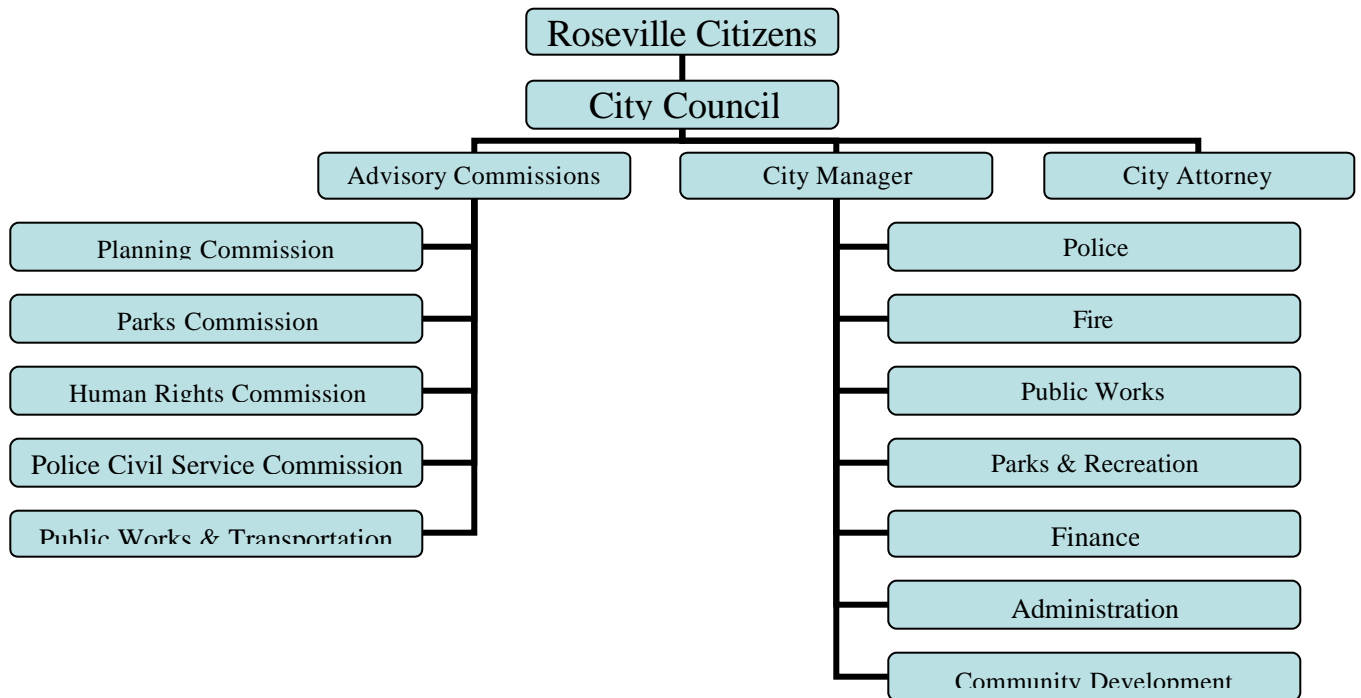 Roseville Citizens
City Council
Advisory Commissions
City Manager
City Attorney
Planning Commission
Parks Commission
Human Rights Commission
Police Civil Service Commission
Public Works & Transportation
Police
Fire
Public Works
Parks & Recreation
Finance
Administration
Community Development